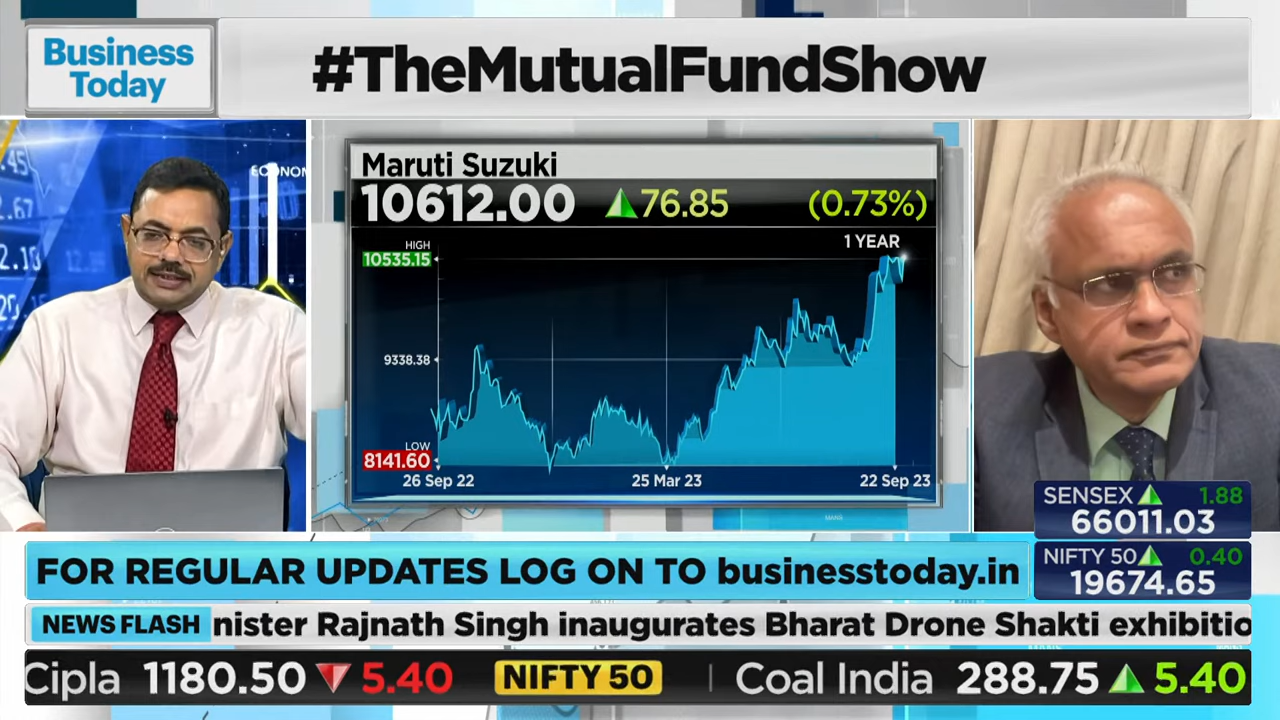 Business
Today
#TheMutualFundShow
ECONOM
Maruti Suzuki
10612.00 76.85 (0.73%)
1 YEAR
HIGH
10535.15
9338.38
LOW
8141.60
26 Sep 22 25 Mar 23 22 Sep 23
SENSEX 1.88
66011.03
NIFTY 50 0.40
19674.65
FOR REGULAR UPDATES LOG ON TO businesstoday.in
NEWS FLASH nister Rajnath Singh inaugurates Bharat Drone Shakti exhibitio
Cipla 1180.50 5.40 NIFTY 50 Coal India 288.75 5.40